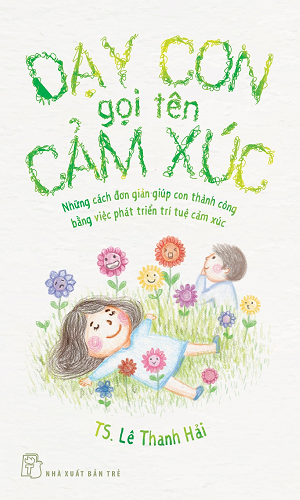 DẠY CON
gọi tên
CẢM XÚC
Những cách đơn giản giúp con thành công
bằng việc phát triển trí tuệ cảm xúc
TS. Lê Thanh Hải
NHÀ XUẤT BẢN TRẺ